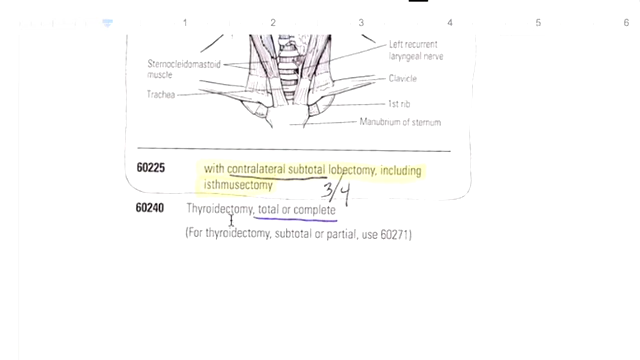 1 2 3 4 5 6
Left recurrent
laryngeal nerve
Sternocleidomastoid
muscle
Clavicle
Trachea
1st rib
Manubrium of sternum
60225 with contralateral subtotal lobectomy, including
isthmusectomy
3/4
60240 Thyroidectomy, total or complete
(For thyroidectomy, subtotal or partial, use 60271)